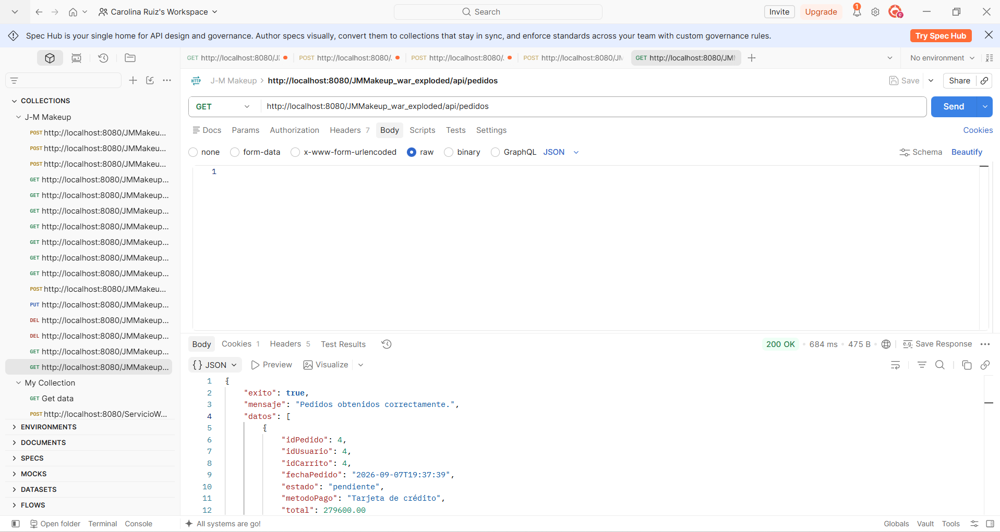 Carolina Ruiz's Workspace
Search
Invite
Upgrade
1
Spec Hub is your single home for API design and governance. Author specs visually, convert them to collections that stay in sync, and enforce standards across your team with custom governance rules.
Try Spec Hub
GET http://localhost:8080/J
POST http://localhost:8080/.
POST http://localhost:8080/.
POST http://localhost:8080/JM
GET http://localhost:8080/JMM
No environment
HTTP J-M Makeup > http://localhost:8080/JMMakeup_war_exploded/api/pedidos
Save
Share
GET http://localhost:8080/JMMakeup_war_exploded/api/pedidos
Send
Docs Params Authorization Headers 7 Body Scripts Tests Settings
Cookies
none form-data x-www-form-urlencoded raw binary GraphQL JSON
Schema Beautify
1
COLLECTIONS
J-M Makeup
POST http://localhost:8080/JMMakeu...
POST http://localhost:8080/JMMakeu...
POST http://localhost:8080/JMMakeu...
GET http://localhost:8080/JMMakeup...
GET http://localhost:8080/JMMakeup...
GET http://localhost:8080/JMMakeup...
GET http://localhost:8080/JMMakeup...
GET http://localhost:8080/JMMakeup...
GET http://localhost:8080/JMMakeup...
GET http://localhost:8080/JMMakeup...
POST http://localhost:8080/JMMakeu...
PUT http://localhost:8080/JMMakeup...
DEL http://localhost:8080/JMMakeup...
DEL http://localhost:8080/JMMakeup...
GET http://localhost:8080/JMMakeup...
GET http://localhost:8080/JMMakeup...
My Collection
GET Get data
POST http://localhost:8080/ServicioW...
ENVIRONMENTS
DOCUMENTS
SPECS
MOCKS
DATASETS
FLOWS
Body Cookies 1 Headers 5 Test Results
200 OK • 684 ms • 475 B
e.g. Save Response
{} JSON Preview Visualize
1 {
2 "exito": true,
3 "mensaje": "Pedidos obtenidos correctamente.",
4 "datos": [
5 {
6 "idPedido": 4,
7 "idUsuario": 4,
8 "idCarrito": 4,
9 "fechaPedido": "2026-09-07T19:37:39",
10 "estado": "pendiente",
11 "metodoPago": "Tarjeta de crédito",
12 "total": 279600.00
Open folder Terminal Console
All systems are go!
Globals Vault Tools